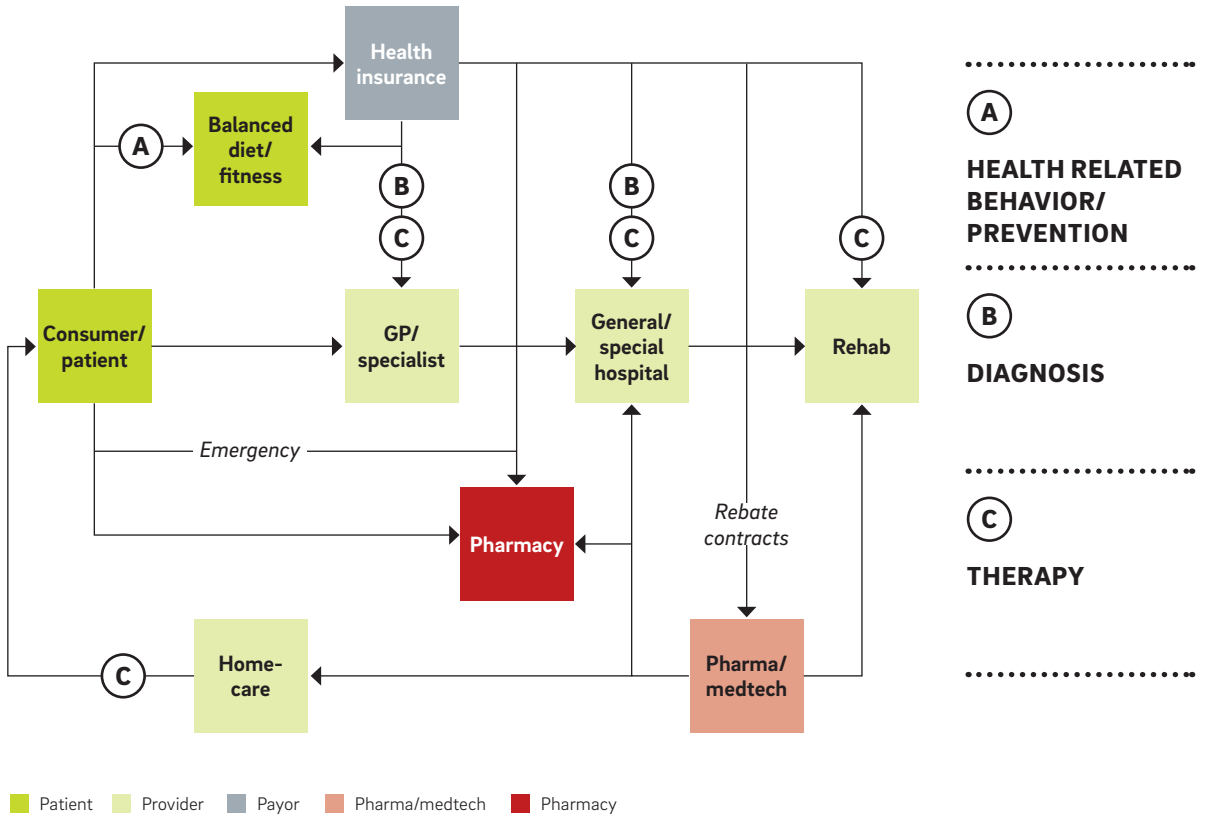 Health
insurance
Balanced
diet/
fitness
A
B
C
B
C
C
Consumer/
patient
GP/
specialist
General/
special
hospital
Rehab
Emergency
Pharmacy
Rebate
contracts
C
Home-
care
Pharma/
medtech
A
HEALTH RELATED
BEHAVIOR/
PREVENTION
B
DIAGNOSIS
C
THERAPY
Patient
Provider
Payor
Pharma/medtech
Pharmacy